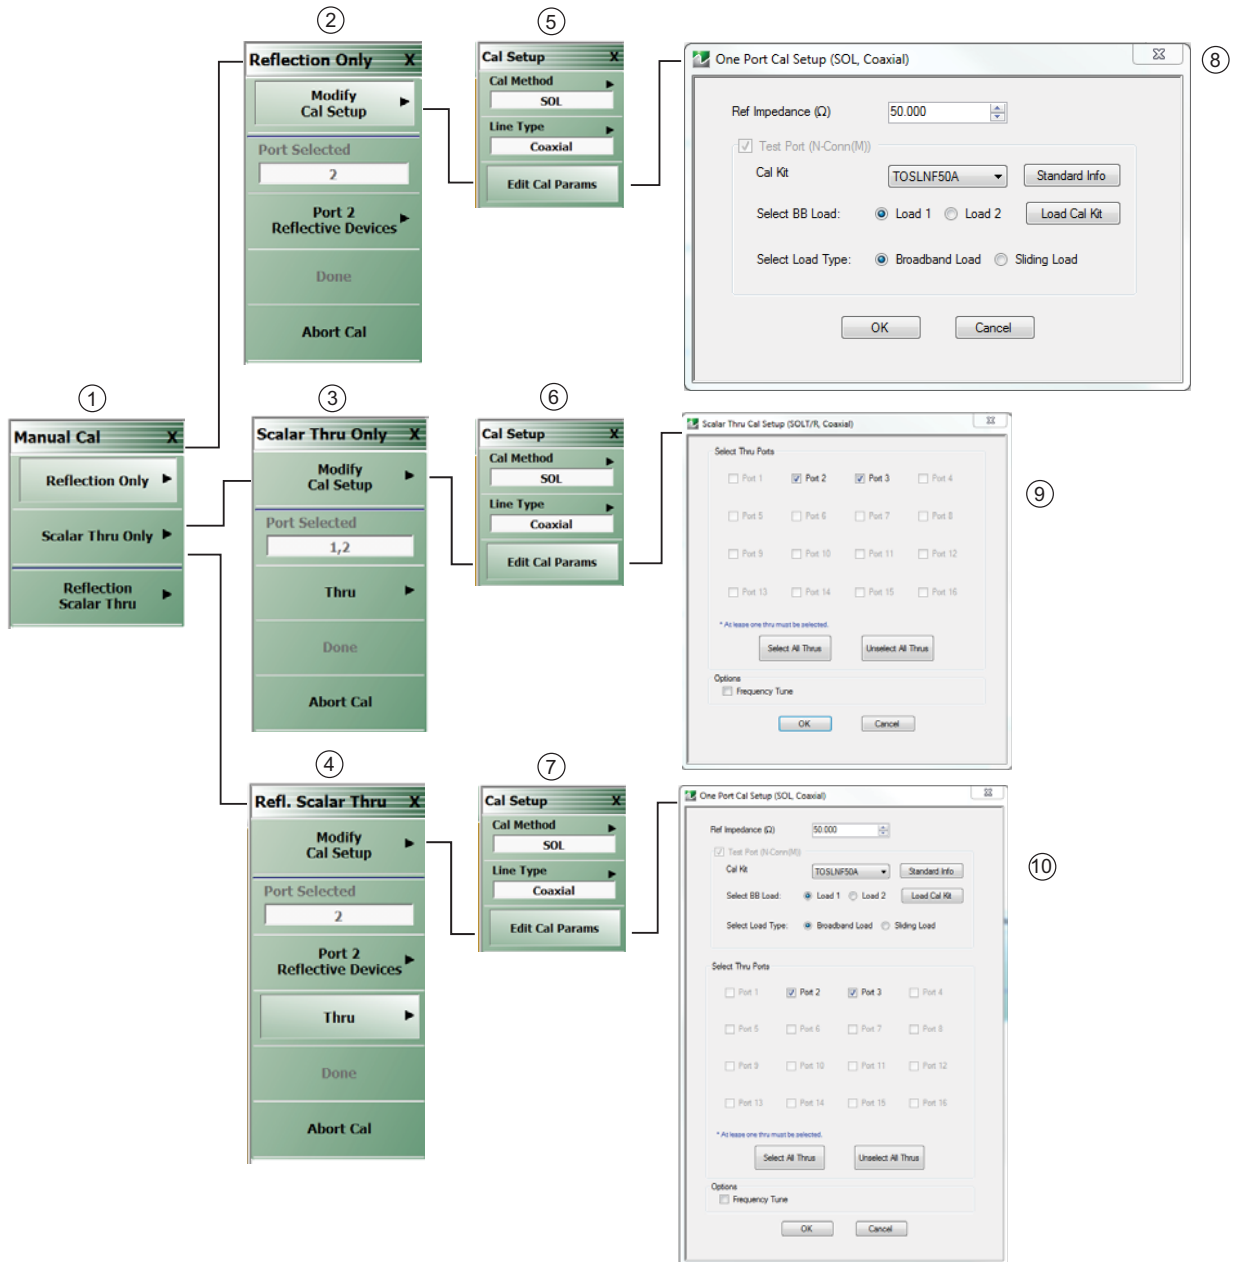 2
Reflection Only X
Modify
Cal Setup
Port Selected
2
Port 2
Reflective Devices
Done
Abort Cal
5
Cal Setup X
Cal Method
SOL
Line Type
Coaxial
Edit Cal Params
8
One Port Cal Setup (SOL, Coaxial)
Ref Impedance (Ω) 50.000
Test Port (N-Conn(M))
Cal Kit TOSLNF50A Standard Info
Select BB Load: Load 1 Load 2 Load Cal Kit
Select Load Type: Broadband Load Sliding Load
OK Cancel
1
Manual Cal X
Reflection Only
Scalar Thru Only
Reflection
Scalar Thru
3
Scalar Thru Only X
Modify
Cal Setup
Port Selected
1,2
Thru
Done
Abort Cal
6
Cal Setup X
Cal Method
SOL
Line Type
Coaxial
Edit Cal Params
9
Scalar Thru Cal Setup (SOLT/R, Coaxial)
Select Thru Ports
Port 1 Port 2 Port 3 Port 4
Port 5 Port 6 Port 7 Port 8
Port 9 Port 10 Port 11 Port 12
Port 13 Port 14 Port 15 Port 16
* At lease one thru must be selected.
Select All Thrus Unselect All Thrus
Options
Frequency Tune
OK Cancel
4
Refl. Scalar Thru X
Modify
Cal Setup
Port Selected
2
Port 2
Reflective Devices
Thru
Done
Abort Cal
7
Cal Setup X
Cal Method
SOL
Line Type
Coaxial
Edit Cal Params
10
One Port Cal Setup (SOL, Coaxial)
Ref Impedance (Ω) 50.000
Test Port (N-Conn(M))
Cal Kit TOSLNF50A Standard Info
Select BB Load: Load 1 Load 2 Load Cal Kit
Select Load Type: Broadband Load Sliding Load
Select Thru Ports
Port 1 Port 2 Port 3 Port 4
Port 5 Port 6 Port 7 Port 8
Port 9 Port 10 Port 11 Port 12
Port 13 Port 14 Port 15 Port 16
* At lease one thru must be selected.
Select All Thrus Unselect All Thrus
Options
Frequency Tune
OK Cancel